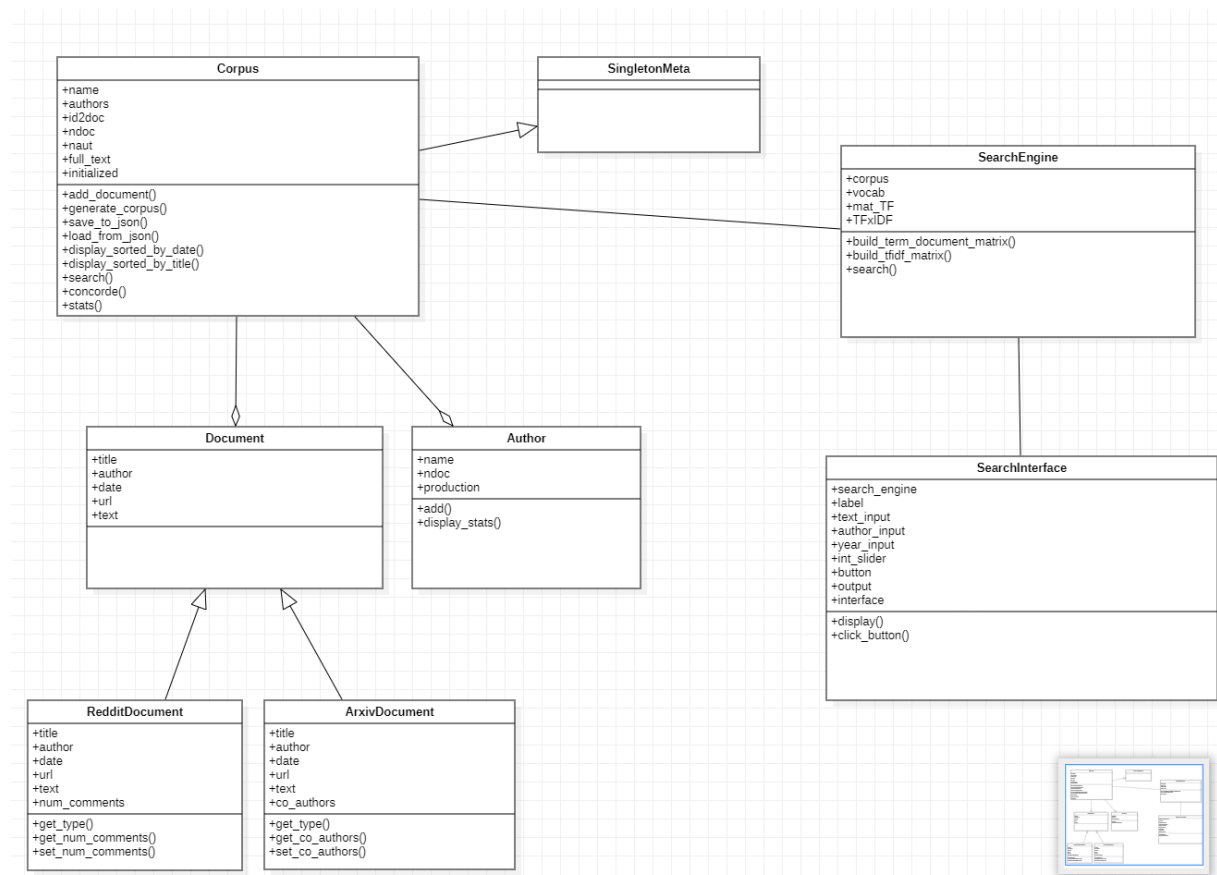 Corpus
+name
+authors
+id2doc
+ndoc
+naut
+full_text
+initialized
+add_document()
+generate_corpus()
+save_to_json()
+load_from_json()
+display_sorted_by_date()
+display_sorted_by_title()
+search()
+concorde()
+stats()
SingletonMeta
SearchEngine
+corpus
+vocab
+mat_TF
+TFxIDF
+build_term_document_matrix()
+build_tfidf_matrix()
+search()
Document
+title
+author
+date
+url
+text
Author
+name
+ndoc
+production
+add()
+display_stats()
SearchInterface
+search_engine
+label
+text_input
+author_input
+year_input
+int_slider
+button
+output
+interface
+display()
+click_button()
RedditDocument
+title
+author
+date
+url
+text
+num_comments
+get_type()
+get_num_comments()
+set_num_comments()
ArxivDocument
+title
+author
+date
+url
+text
+co_authors
+get_type()
+get_co_authors()
+set_co_authors()